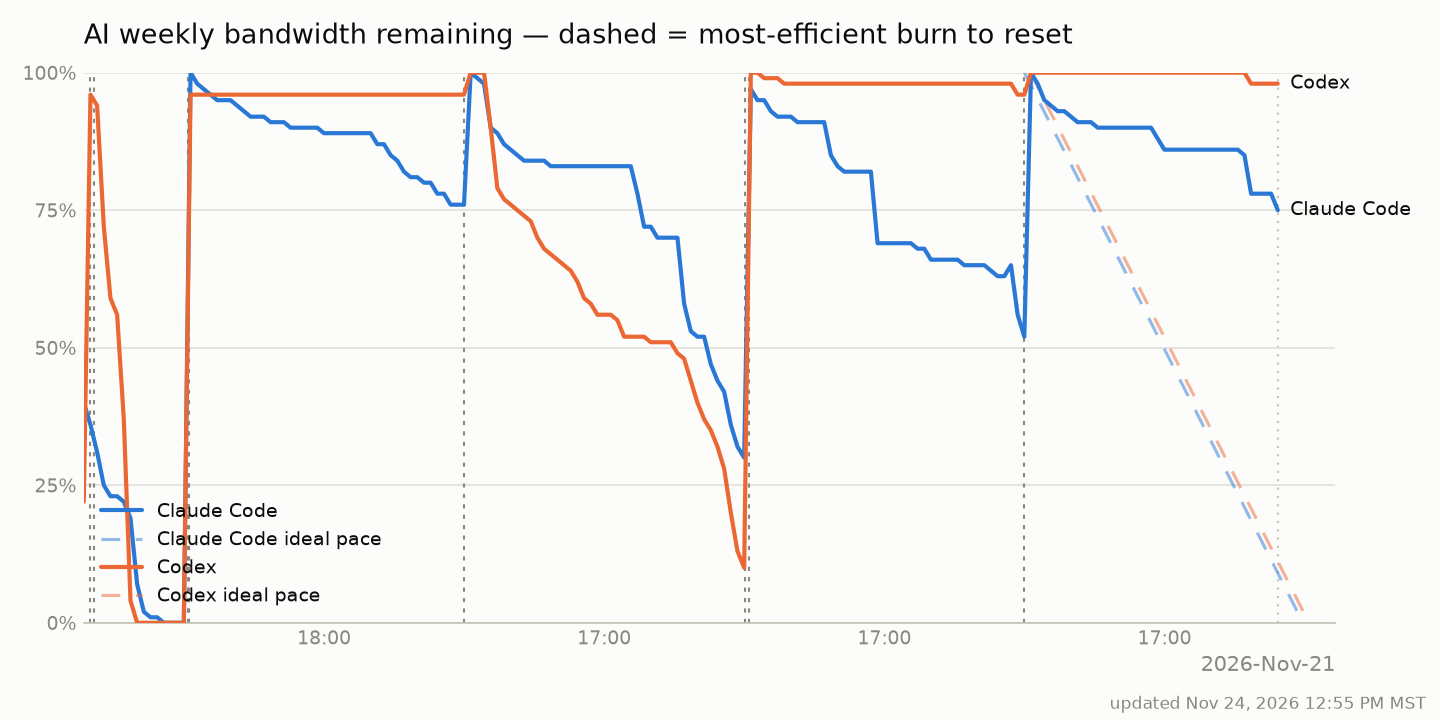 AI weekly bandwidth remaining — dashed = most-efficient burn to reset
100%
75%
50%
25%
0%
Codex
Claude Code
Claude Code
Claude Code ideal pace
Codex
Codex ideal pace
18:00
17:00
17:00
17:00
2026-Nov-21
updated Nov 24, 2026 12:55 PM MST